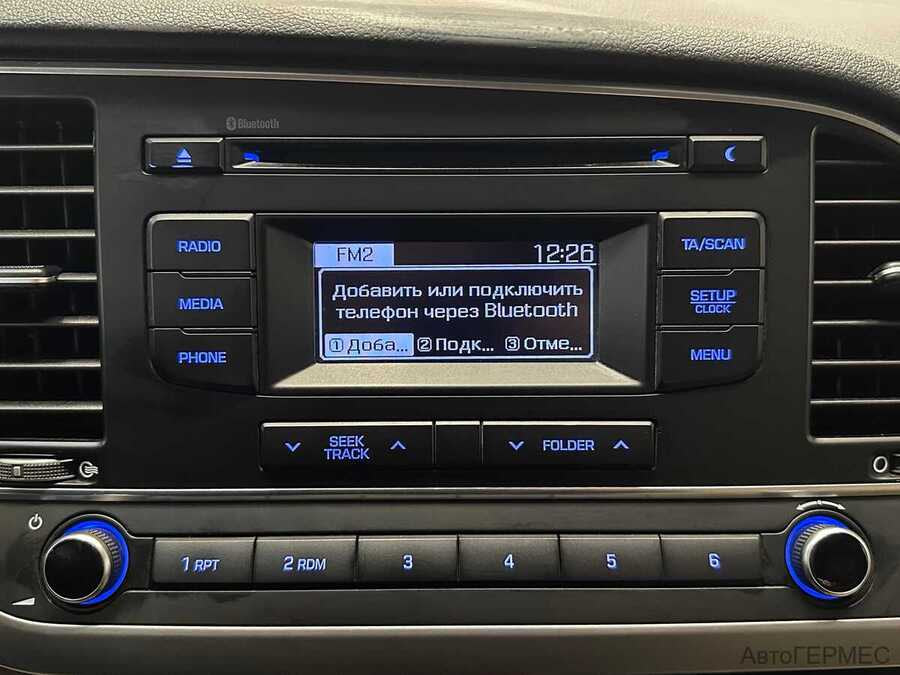 Bluetooth
RADIO
FM2 12:26
TA/SCAN
Добавить или подключить
телефон через Bluetooth
MEDIA
SETUP
CLOCK
1 Доба... 2 Подк... 3 Отме...
PHONE
MENU
SEEK
TRACK
FOLDER
1 RPT 2 RDM 3 4 5 6
АвтоГЕРМЕС